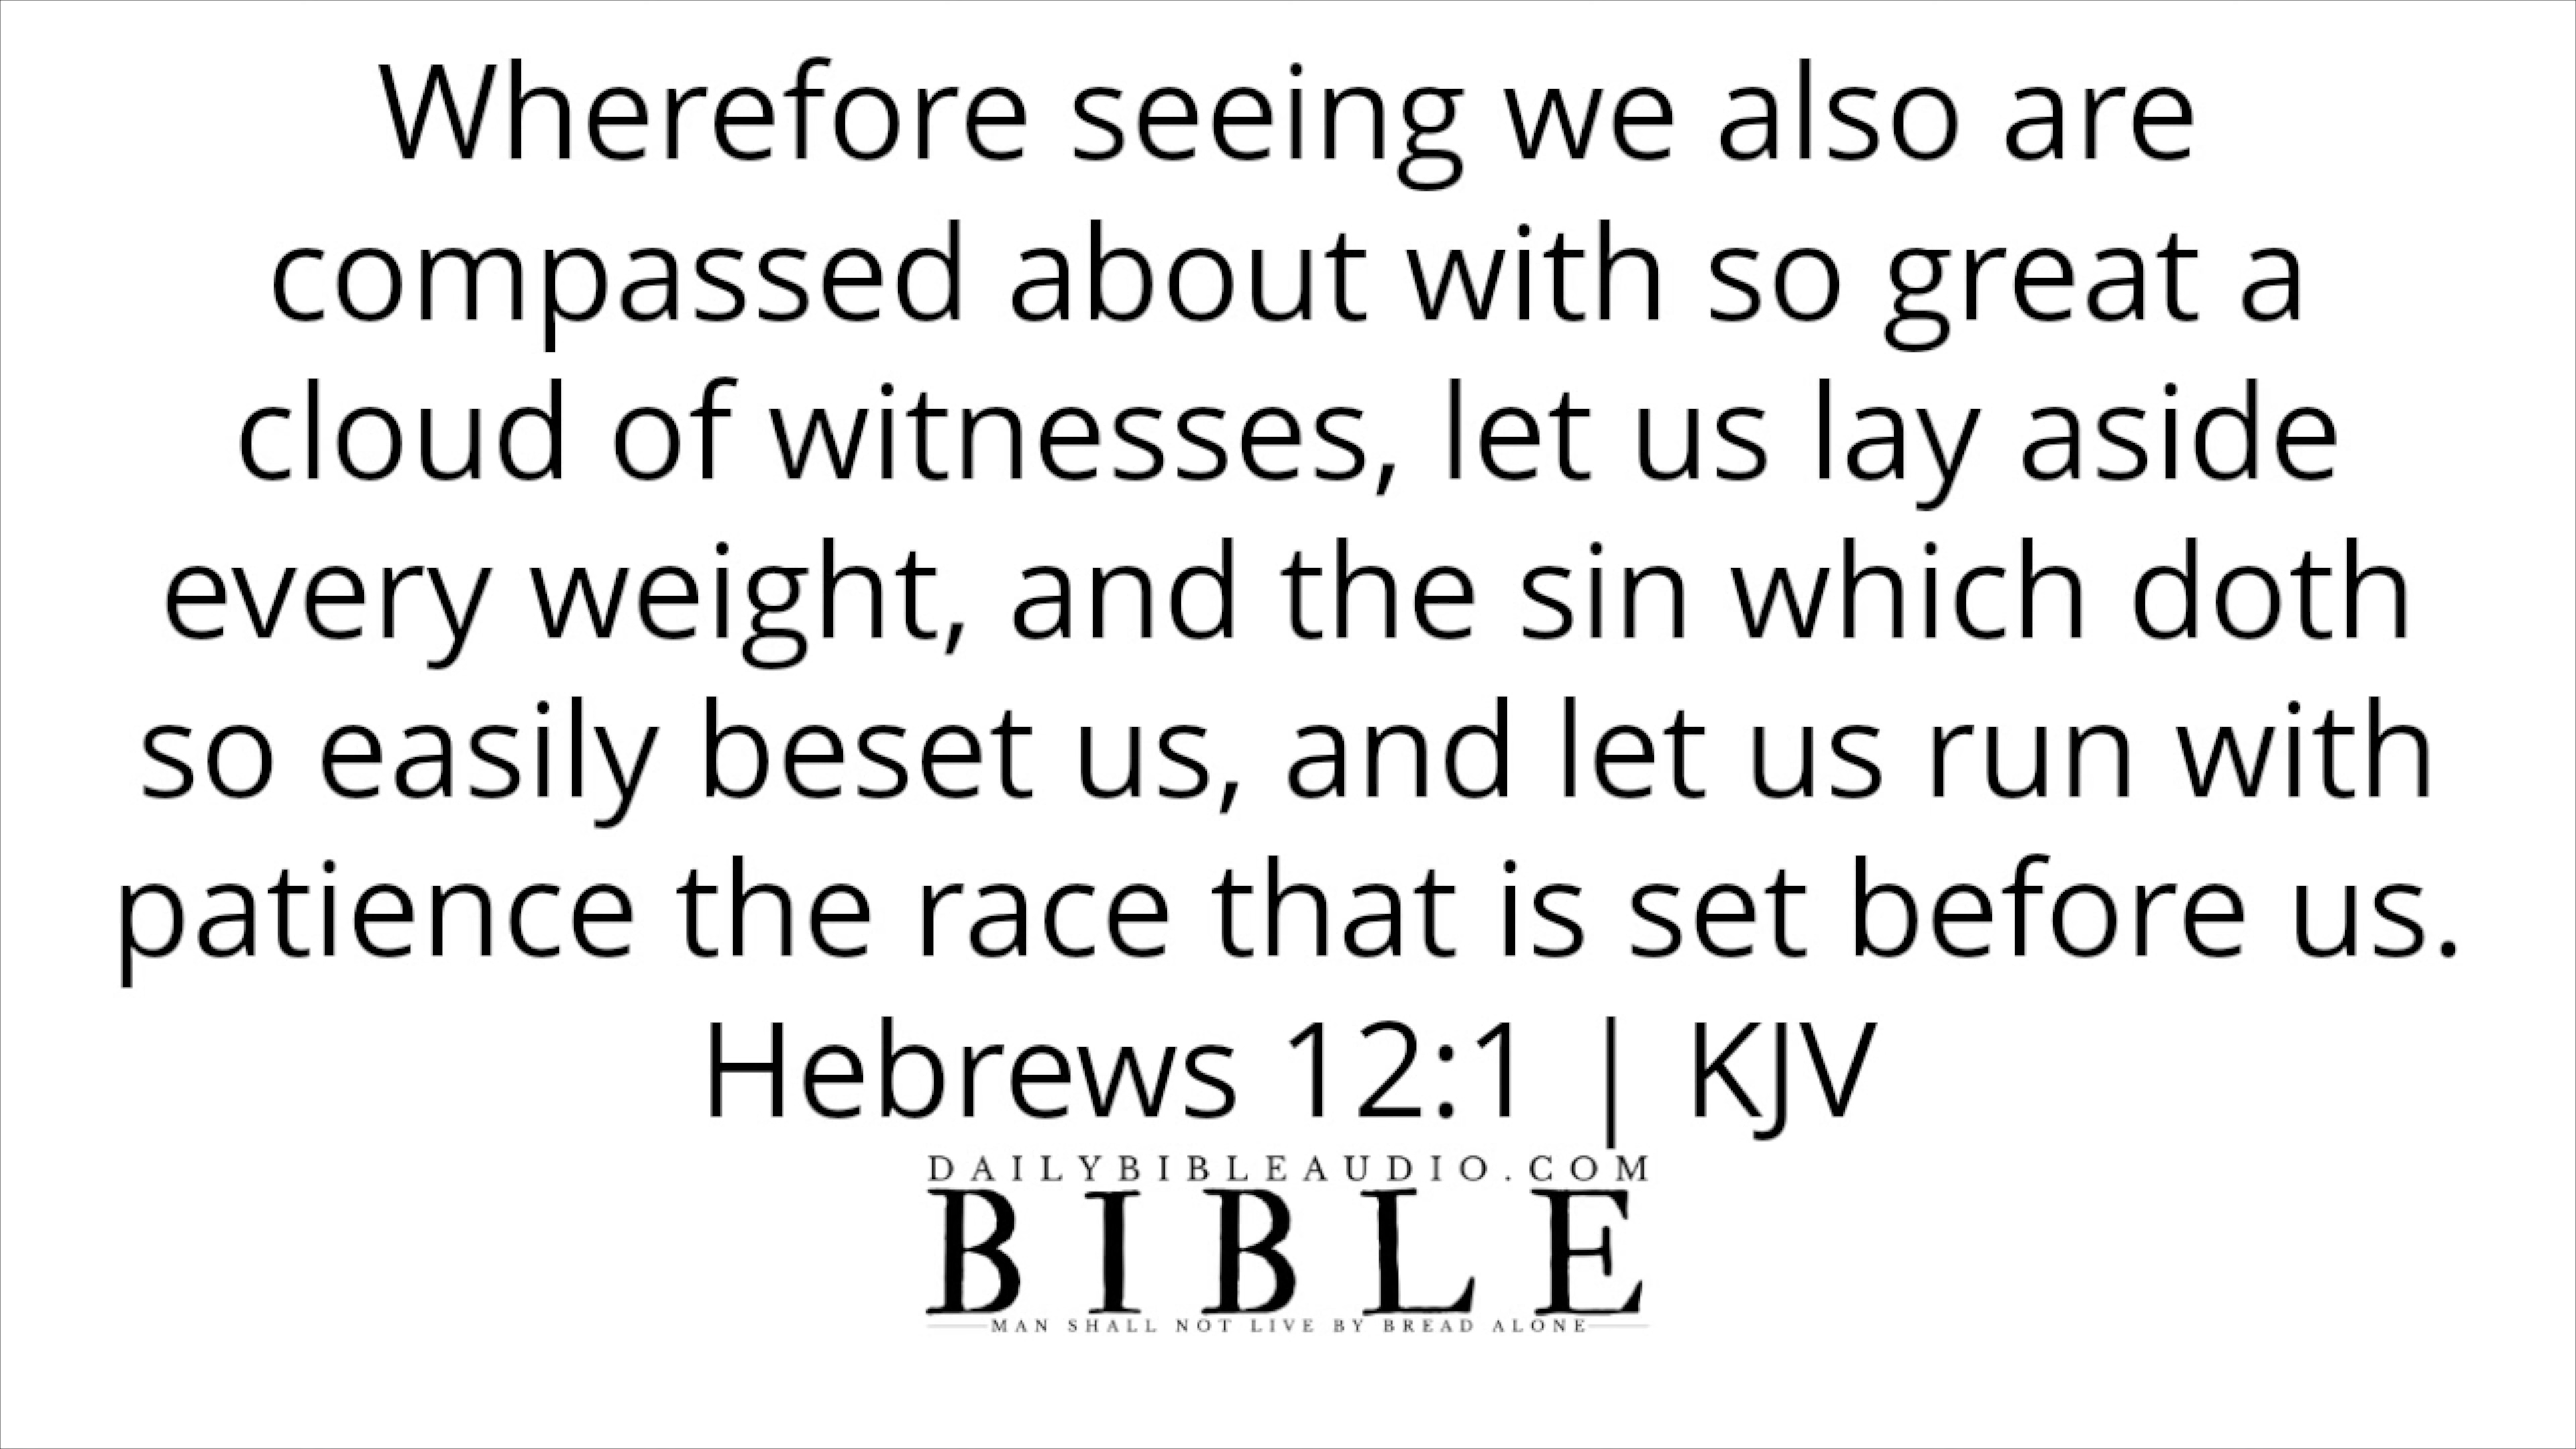 Wherefore seeing we also are
compassed about with so great a
cloud of witnesses, let us lay aside
every weight, and the sin which doth
so easily beset us, and let us run with
patience the race that is set before us.
Hebrews 12:1 | KJV
DAILYBIBLEAUDIO.COM
BIBLE
MAN SHALL NOT LIVE BY BREAD ALONE